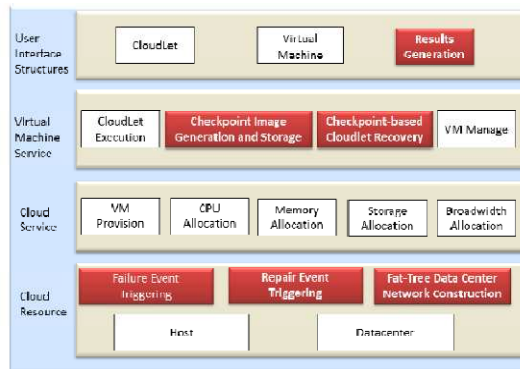 User
Interface
Structures
CloudLet
Virtual
Machine
Results
Generation
Virtual
Machine
Service
CloudLet
Execution
Checkpoint Image
Generation and Storage
Checkpoint-based
Cloudlet Recovery
VM Manage
Cloud
Service
VM
Provision
CPU
Allocation
Memory
Allocation
Storage
Allocation
Broadwidth
Allocation
Cloud
Resource
Failure Event
Triggering
Repair Event
Triggering
Fat-Tree Data Center
Network Construction
Host
Datacenter